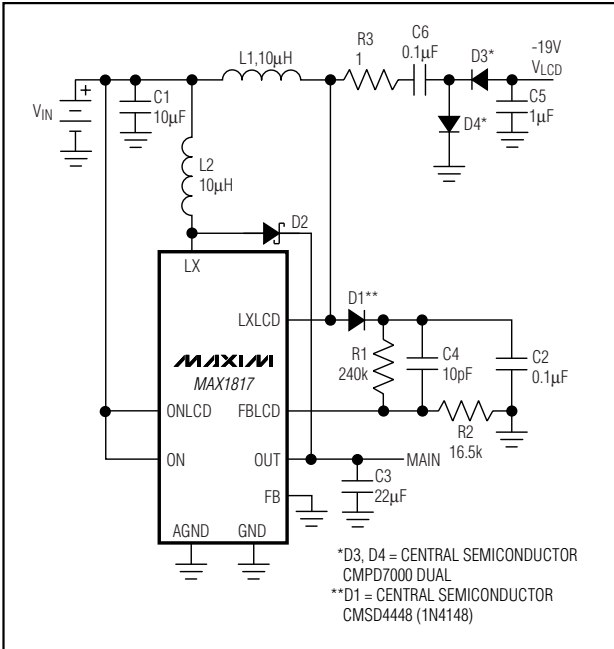 C6
R3
0.1µF
-19V
L1,10µH
1
D3*
VLCD
+
VIN
C1
10µF
D4*
C5
1µF
L2
10µH
D2
LX
D1**
LXLCD
MAXIM
MAX1817
R1
240k
C4
10pF
C2
0.1µF
ONLCD
FBLCD
R2
16.5k
ON
OUT
MAIN
C3
22µF
FB
AGND
GND
*D3, D4 = CENTRAL SEMICONDUCTOR
CMPD7000 DUAL
**D1 = CENTRAL SEMICONDUCTOR
CMSD4448 (1N4148)